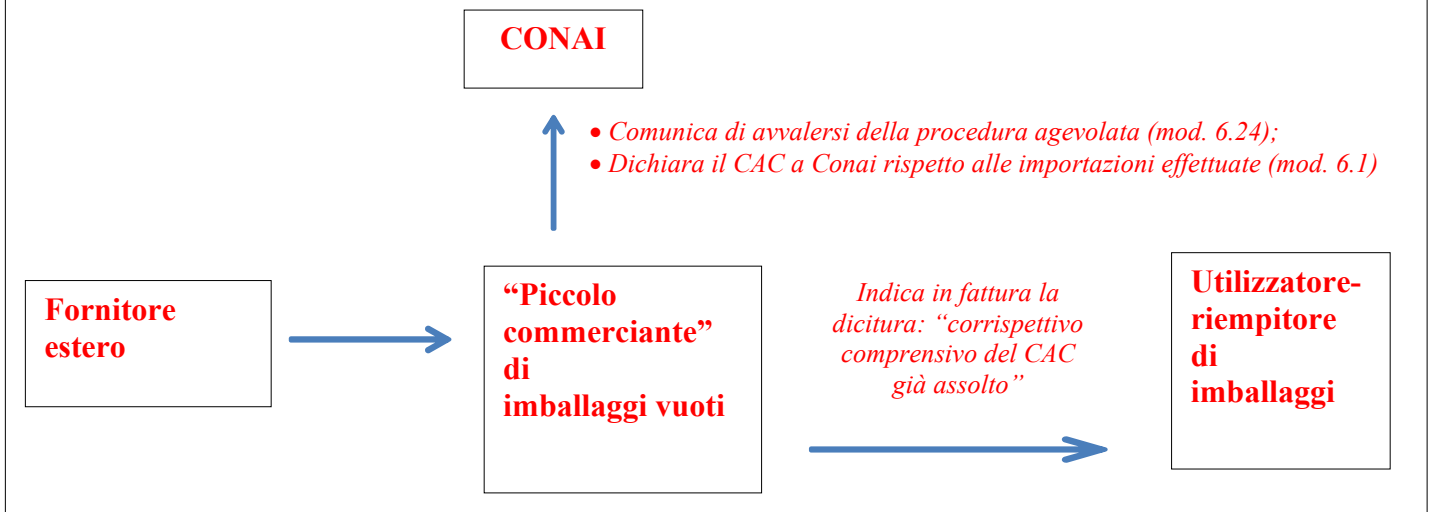 CONAI
• Comunica di avvalersi della procedura agevolata (mod. 6.24);
• Dichiara il CAC a Conai rispetto alle importazioni effettuate (mod. 6.1)
Fornitore
estero
“Piccolo
commerciante”
di
imballaggi vuoti
Indica in fattura la
dicitura: “corrispettivo
comprensivo del CAC
già assolto”
Utilizzatore-
riempitore
di
imballaggi